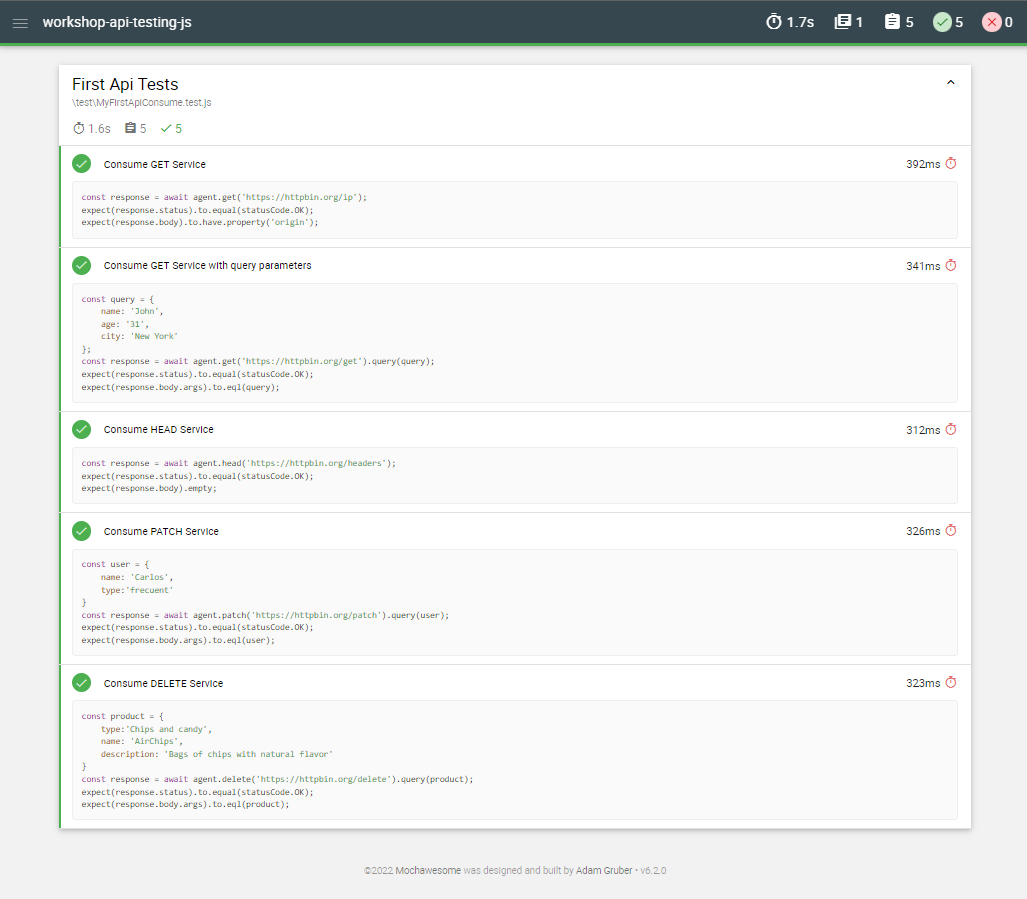 workshop-api-testing-js 1.7s 1 5 5 0
First Api Tests
\test\MyFirstApiConsume.test.js
1.6s 5 5
Consume GET Service 392ms
const response = await agent.get('https://httpbin.org/ip');
expect(response.status).to.equal(statusCode.OK);
expect(response.body).to.have.property('origin');
Consume GET Service with query parameters 341ms
const query = {
name: 'John',
age: '31',
city: 'New York'
};
const response = await agent.get('https://httpbin.org/get').query(query);
expect(response.status).to.equal(statusCode.OK);
expect(response.body.args).to.eql(query);
Consume HEAD Service 312ms
const response = await agent.head('https://httpbin.org/headers');
expect(response.status).to.equal(statusCode.OK);
expect(response.body).empty;
Consume PATCH Service 326ms
const user = {
name: 'Carlos',
type:'frecuent'
}
const response = await agent.patch('https://httpbin.org/patch').query(user);
expect(response.status).to.equal(statusCode.OK);
expect(response.body.args).to.eql(user);
Consume DELETE Service 323ms
const product = {
type:'Chips and candy',
name: 'AirChips',
description: 'Bags of chips with natural flavor'
}
const response = await agent.delete('https://httpbin.org/delete').query(product);
expect(response.status).to.equal(statusCode.OK);
expect(response.body.args).to.eql(product);
©2022 Mochawesome was designed and built by Adam Gruber • v6.2.0